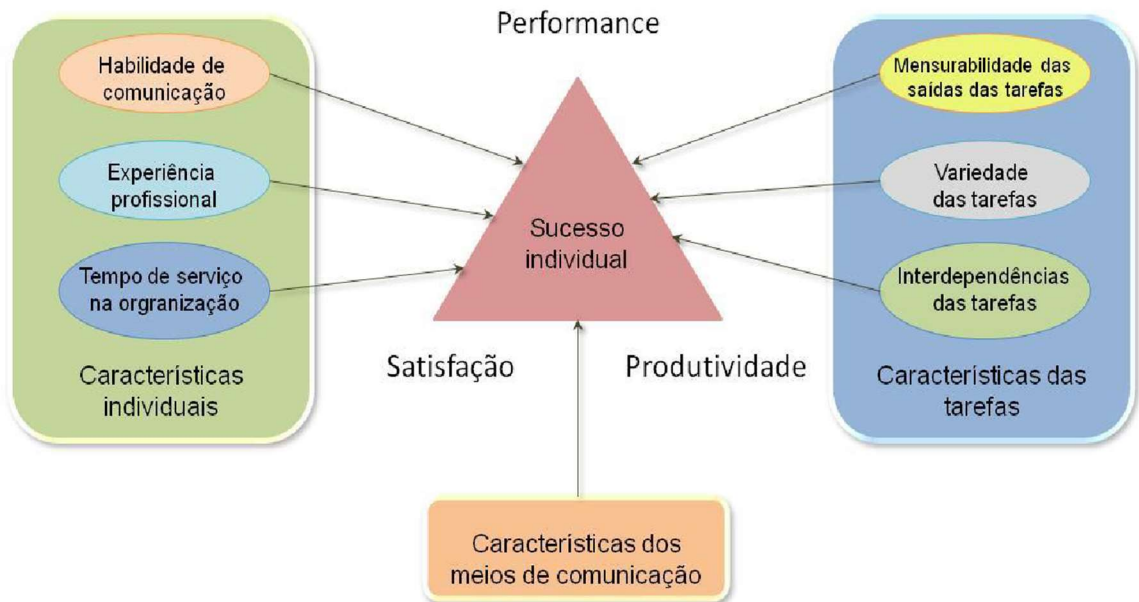 Performance
Habilidade de
comunicação
Experiência
profissional
Tempo de serviço
na orgranização
Características
individuais
Sucesso
individual
Satisfação
Produtividade
Mensurabilidade das
saídas das tarefas
Variedade
das tarefas
Interdependências
das tarefas
Características das
tarefas
Características dos
meios de comunicação